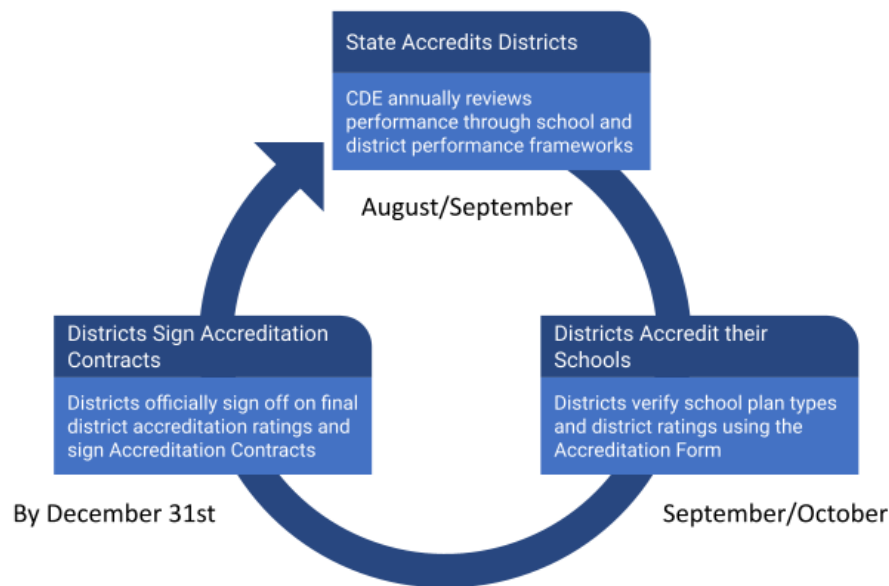 State Accredits Districts
CDE annually reviews
performance through school and
district performance frameworks
August/September
Districts Accredit their
Schools
Districts verify school plan types
and district ratings using the
Accreditation Form
September/October
Districts Sign Accreditation
Contracts
Districts officially sign off on final
district accreditation ratings and
sign Accreditation Contracts
By December 31st